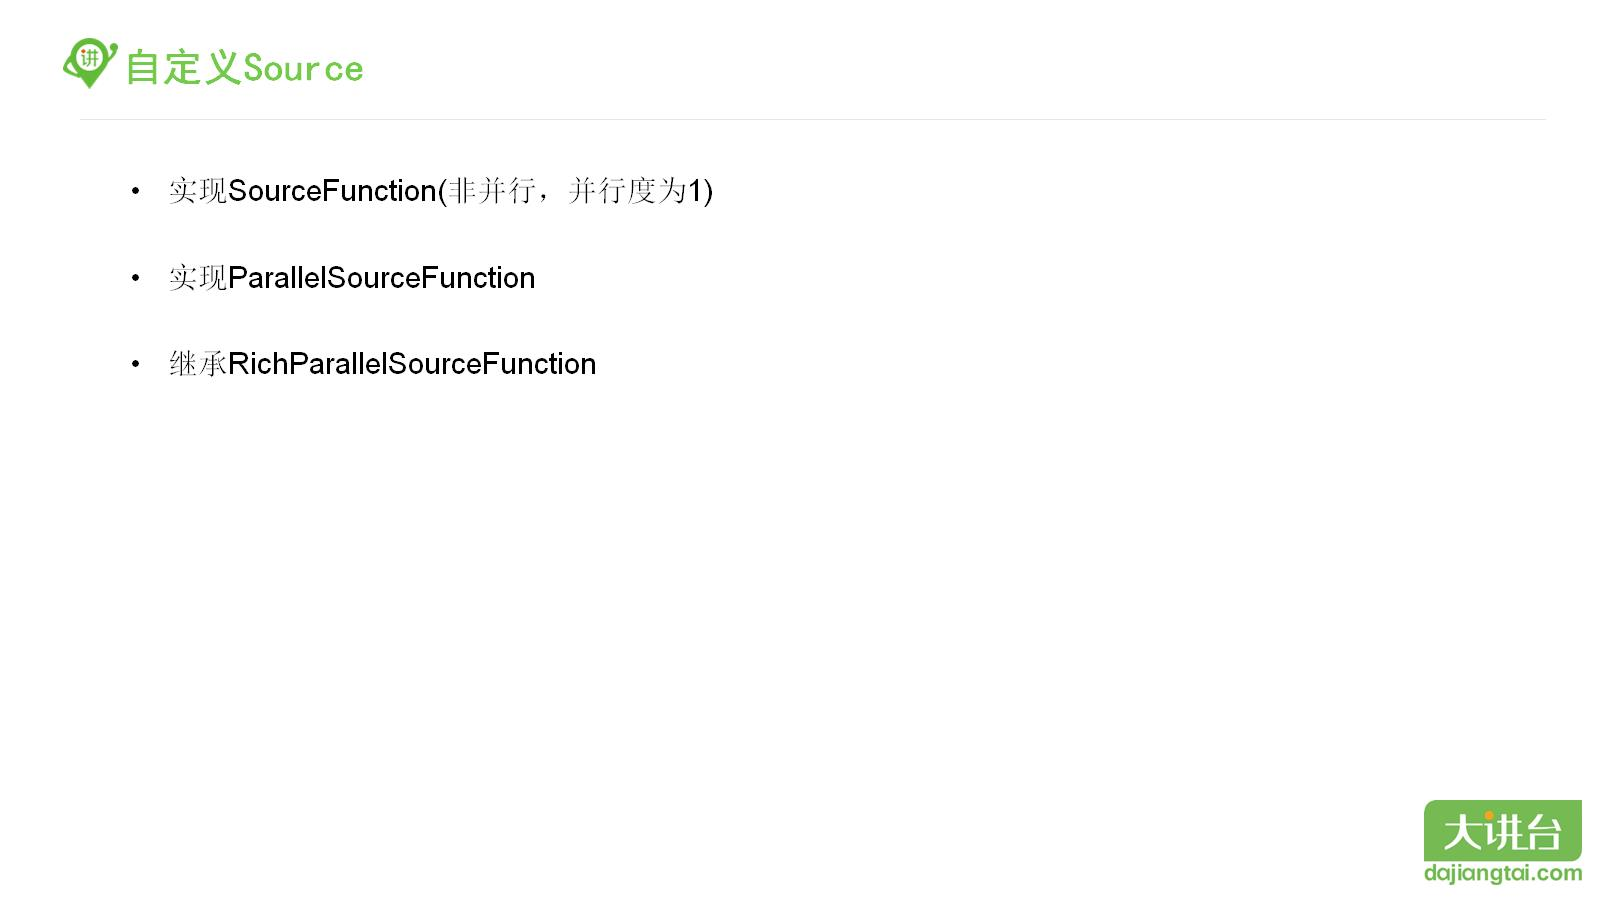 讲
自定义Source
• 实现SourceFunction(非并行，并行度为1)
• 实现ParallelSourceFunction
• 继承RichParallelSourceFunction
大讲台
dajiangtai.com